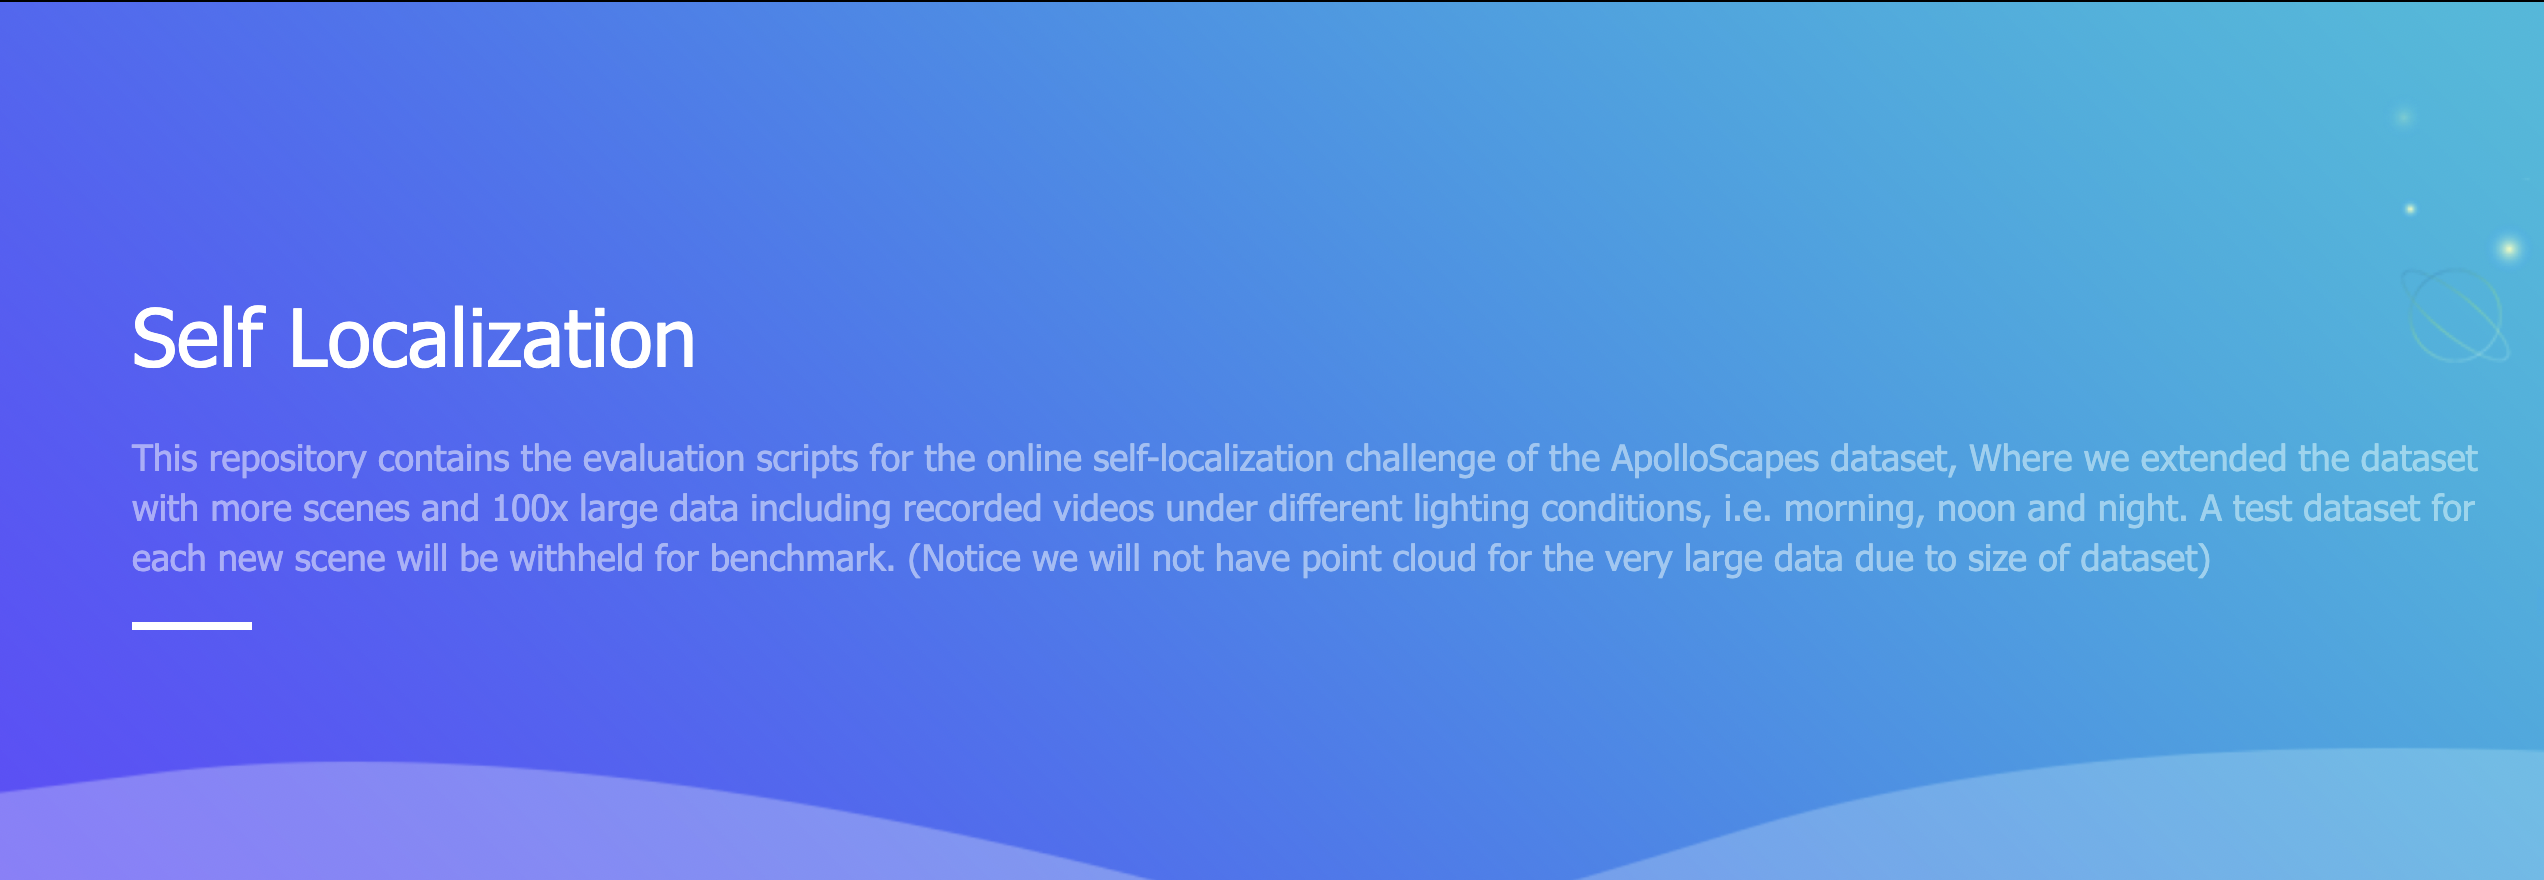 Self Localization
This repository contains the evaluation scripts for the online self-localization challenge of the ApolloScapes dataset, Where we extended the dataset
with more scenes and 100x large data including recorded videos under different lighting conditions, i.e. morning, noon and night. A test dataset for
each new scene will be withheld for benchmark. (Notice we will not have point cloud for the very large data due to size of dataset)